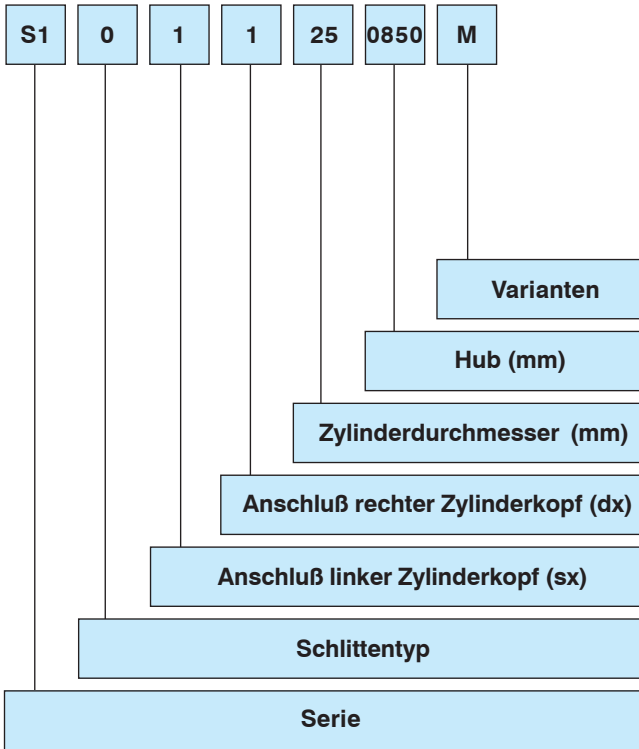 S1 0 1 1 25 0850 M
Varianten
Hub (mm)
Zylinderdurchmesser (mm)
Anschluß rechter Zylinderkopf (dx)
Anschluß linker Zylinderkopf (sx)
Schlittentyp
Serie